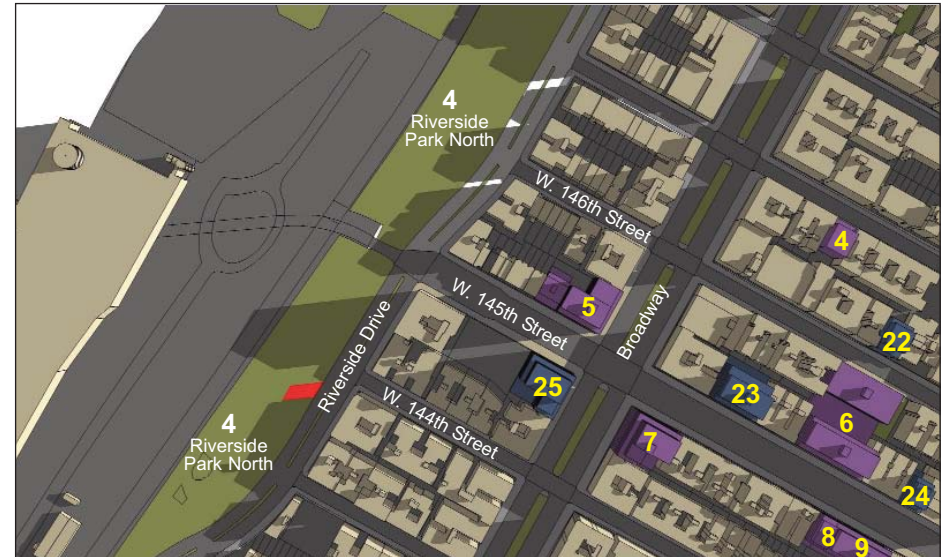 4
Riverside
Park North
W. 146th Street
4
5
W. 145th Street
Broadway
22
Riverside Drive
25
23
6
4
Riverside
Park North
W. 144th Street
7
24
8
9